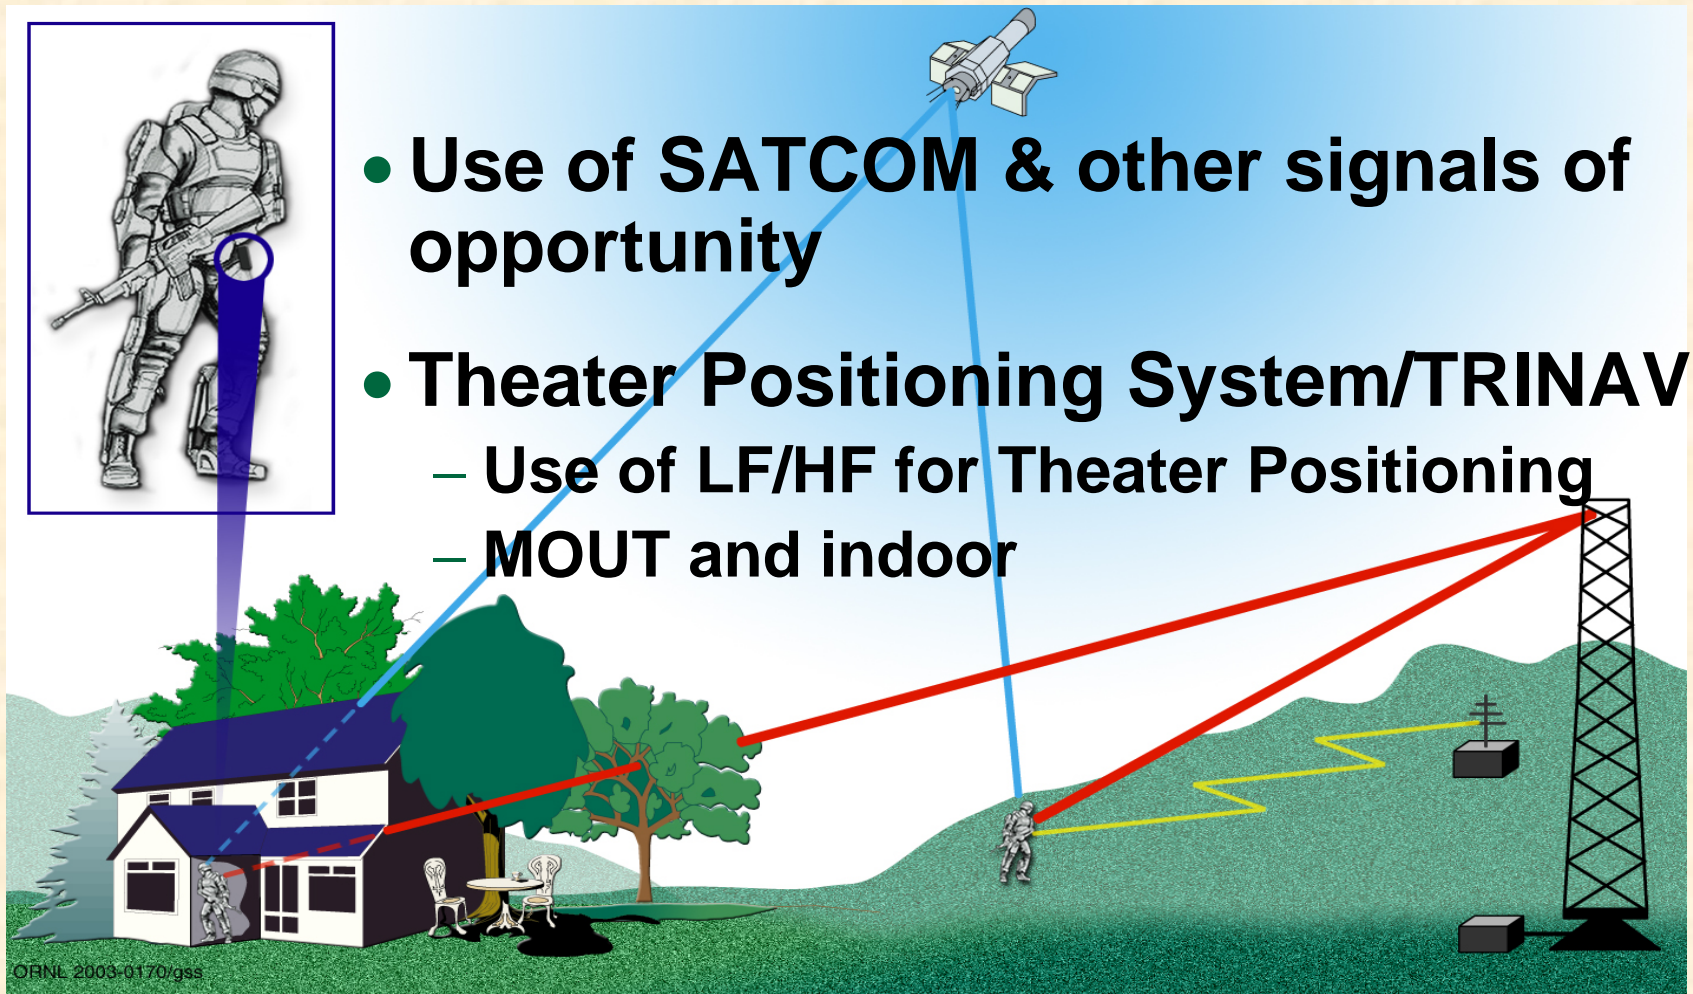 • Use of SATCOM & other signals of
opportunity
• Theater Positioning System/TRINAV
– Use of LF/HF for Theater Positioning
– MOUT and indoor
ORNL 2003-0170/gss